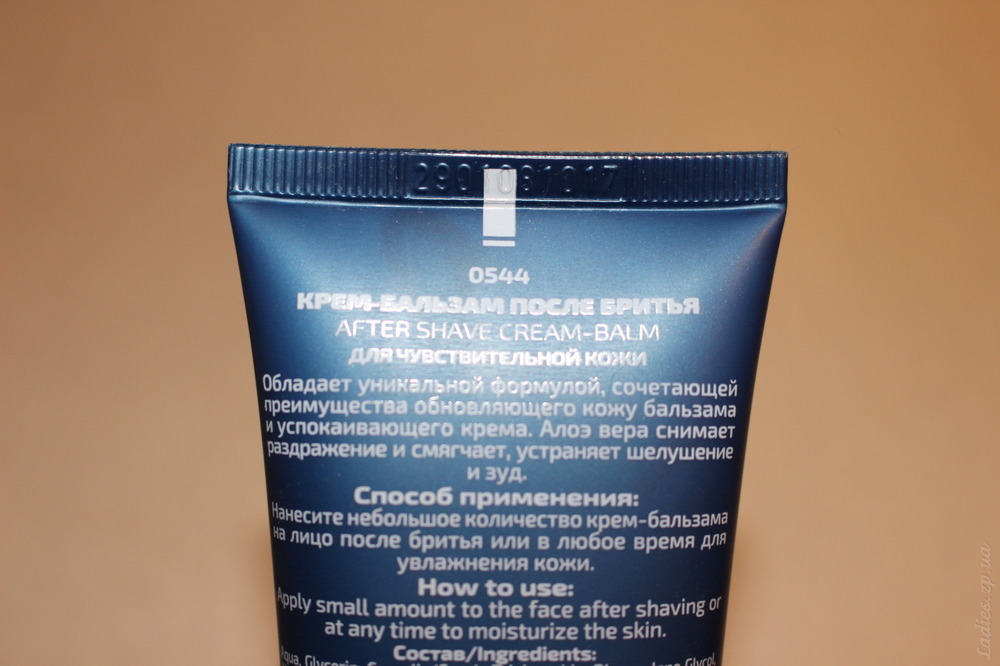 0544
КРЕМ-БАЛЬЗАМ ПОСЛЕ БРИТЬЯ
AFTER SHAVE CREAM-BALM
ДЛЯ ЧУВСТВИТЕЛЬНОЙ КОЖИ
Обладает уникальной формулой, сочетающей
преимущества обновляющего кожу бальзама
и успокаивающего крема. Алоэ вера снимает
раздражение и смягчает, устраняет шелушение
и зуд.
Способ применения:
Нанесите небольшое количество крем-бальзама
на лицо после бритья или в любое время для
увлажнения кожи.
How to use:
Apply small amount to the face after shaving or
at any time to moisturize the skin.
Состав/Ingredients:
Aqua, Glycerin, Glycol,
Ladies.zp.ua